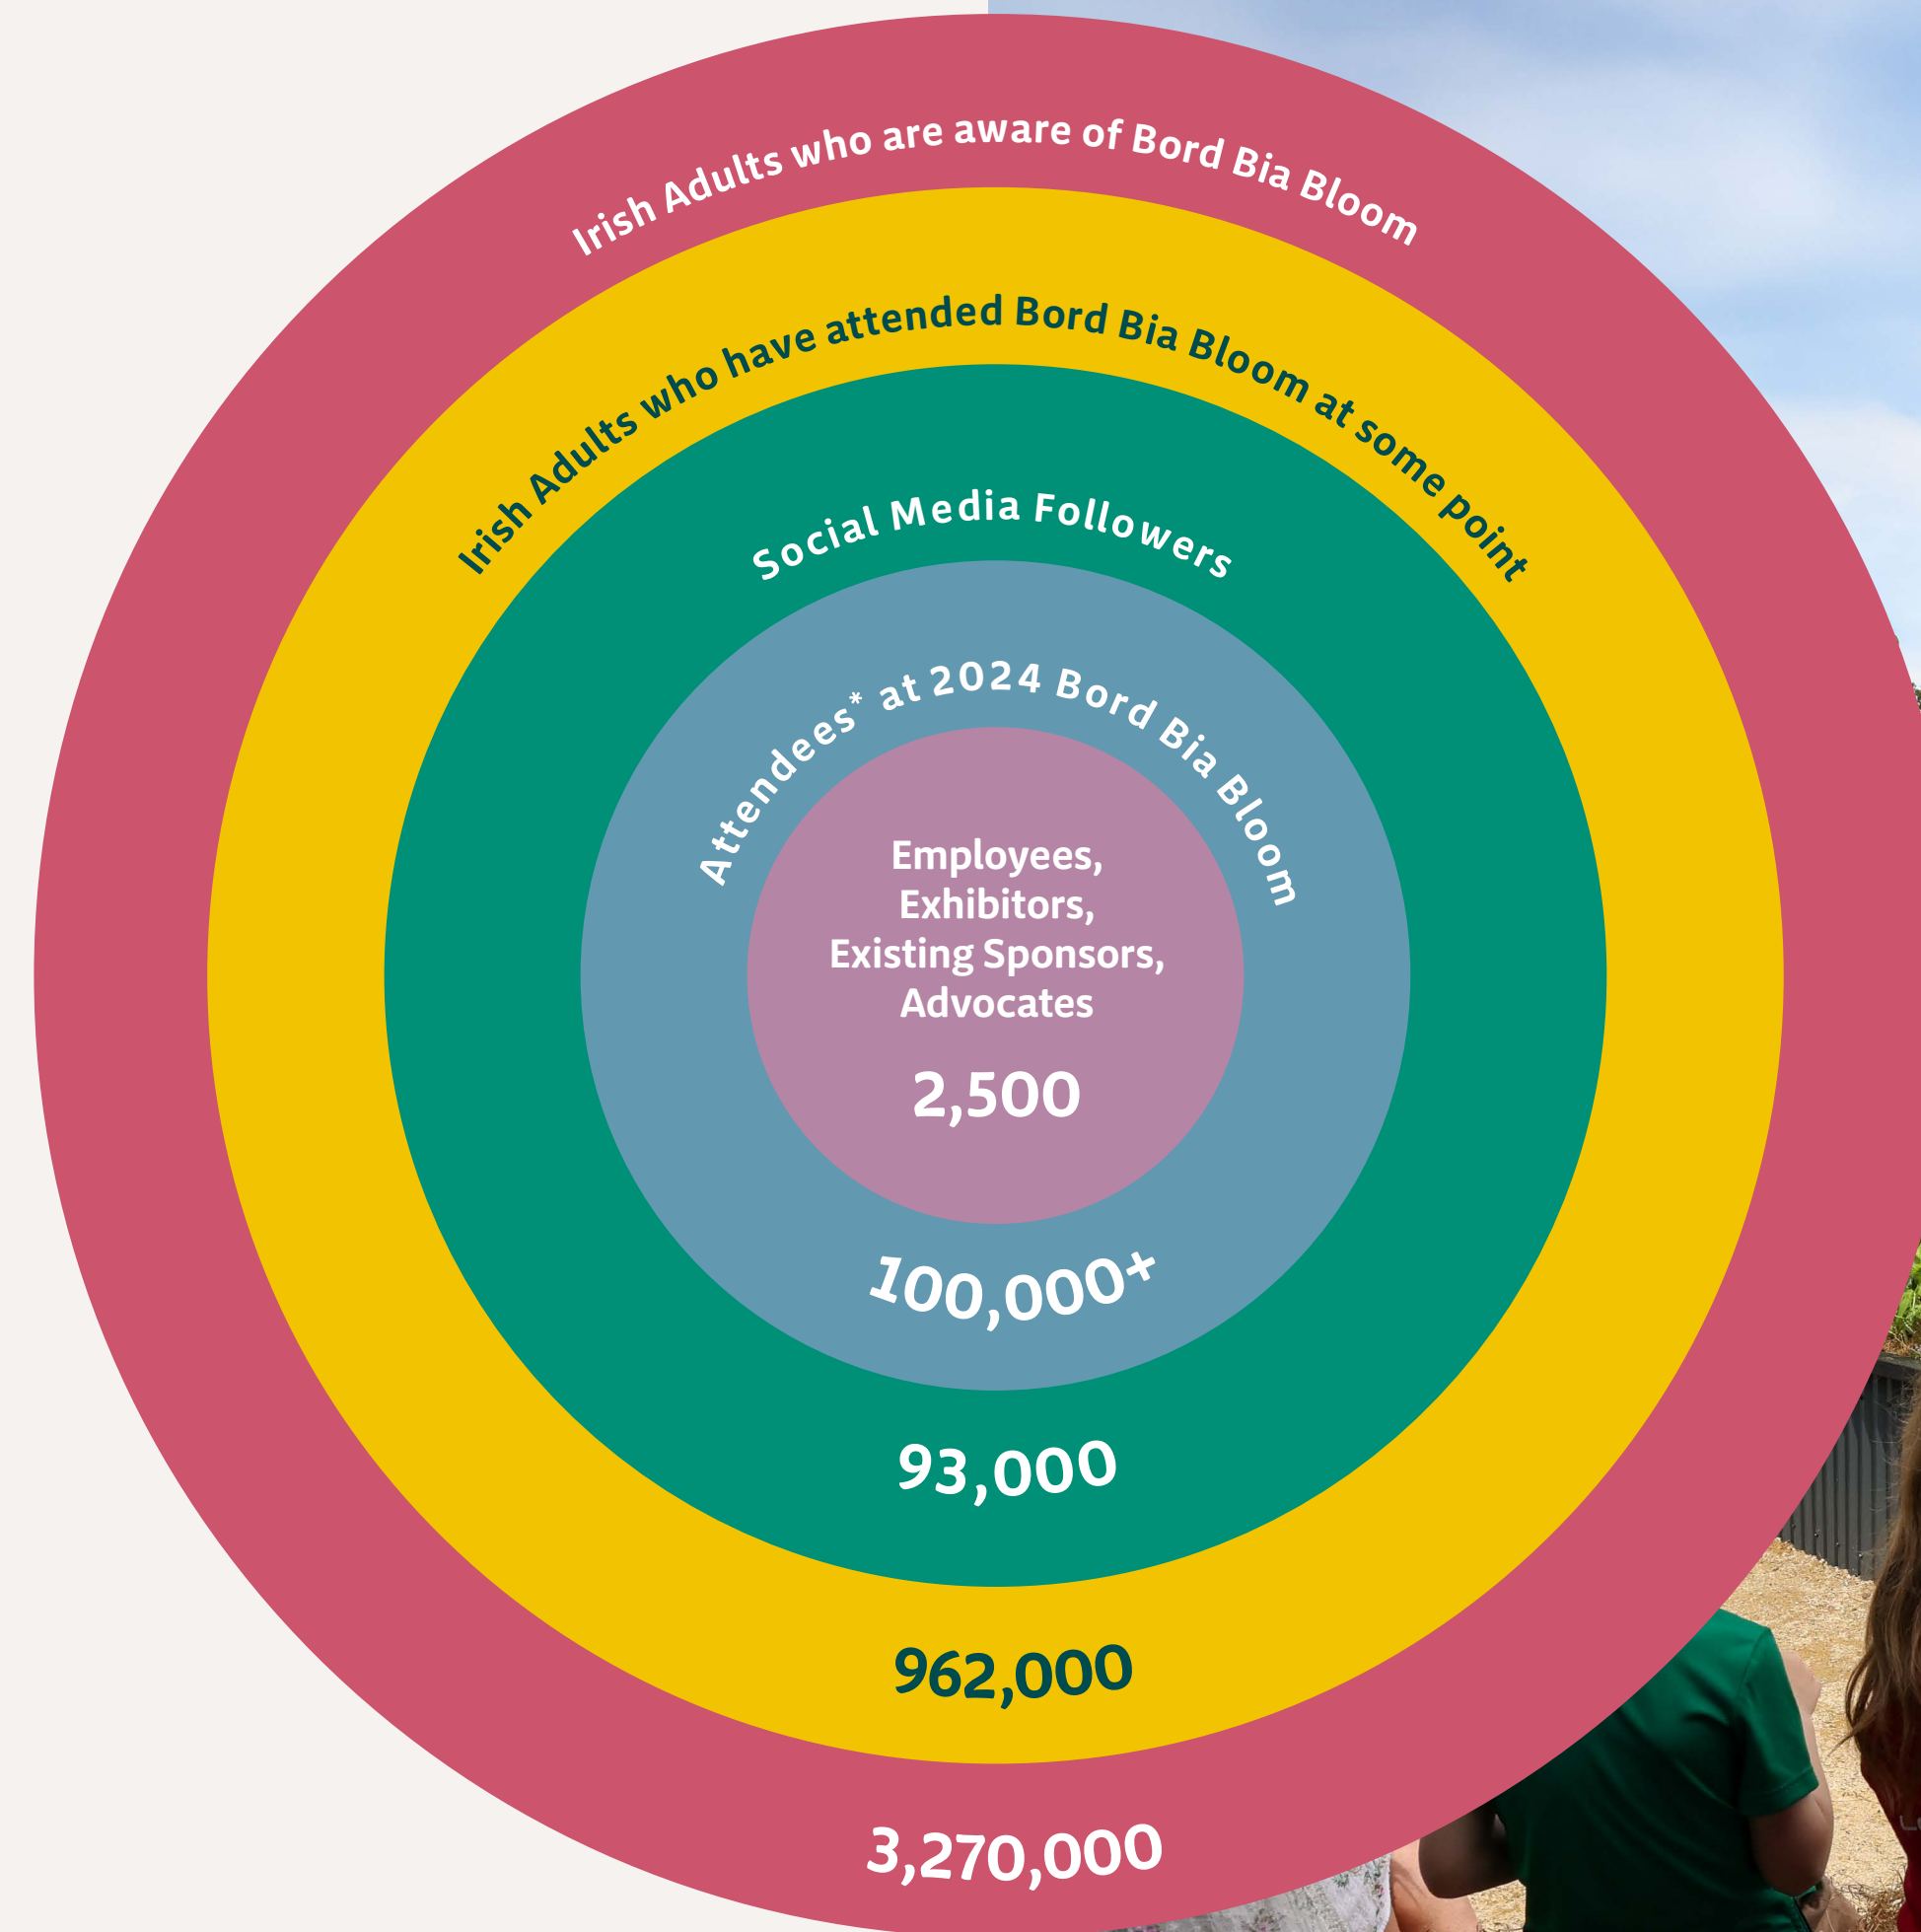 Irish Adults who are aware of Bord Bia Bloom
Irish Adults who have attended Bord Bia Bloom at some point
Social Media Followers
Attendees* at 2024 Bord Bia Bloom
Employees,
Exhibitors,
Existing Sponsors,
Advocates
2,500
100,000+
93,000
962,000
3,270,000